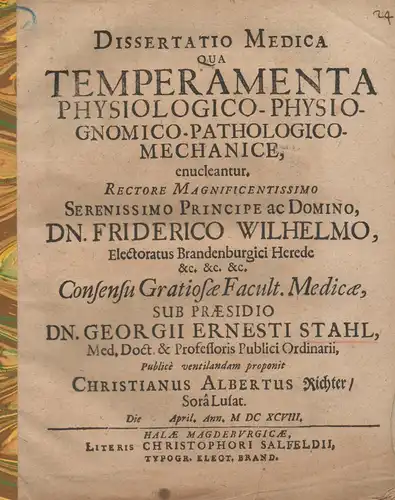 24
DISSERTATIO MEDICA
QUA
TEMPERAMENTA
PHYSIOLOGICO-PHYSIO-
GNOMICO-PATHOLOGICO-
MECHANICE,
enucleantur,
RECTORE MAGNIFICENTISSIMO
SERENISSIMO PRINCIPE ac DOMINO,
DN. FRIDERICO WILHELMO,
Electoratus Brandenburgici Herede
&c. &c. &c.
Consensu Gratiosæ Facult. Medicæ,
SUB PRÆSIDIO
DN. GEORGII ERNESTI STAHL,
Med. Doct. & Professoris Publici Ordinarii,
Publicè ventilandam proponit
CHRISTIANUS ALBERTUS Richter/
Sorâ Lusat.
Die April. Ann. M DC XCVIII.
HALÆ MAGDEBVRGICÆ,
LITERIS CHRISTOPHORI SALFELDII,
TYPOGR. ELECT. BRAND.